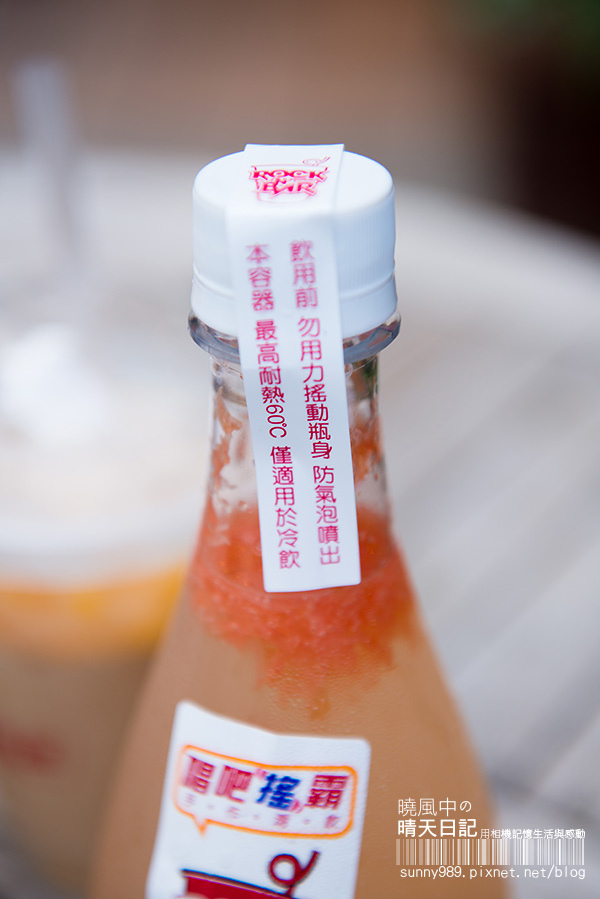 ROCK
BAR
飲用前 勿用力搖動瓶身 防氣泡噴出
本容器 最高耐熱60℃ 僅適用於冷飲
唱吧搖霸
曉風中の
晴天日記 用相機記憶生活與感動
sunny989.pixnet.net/blog